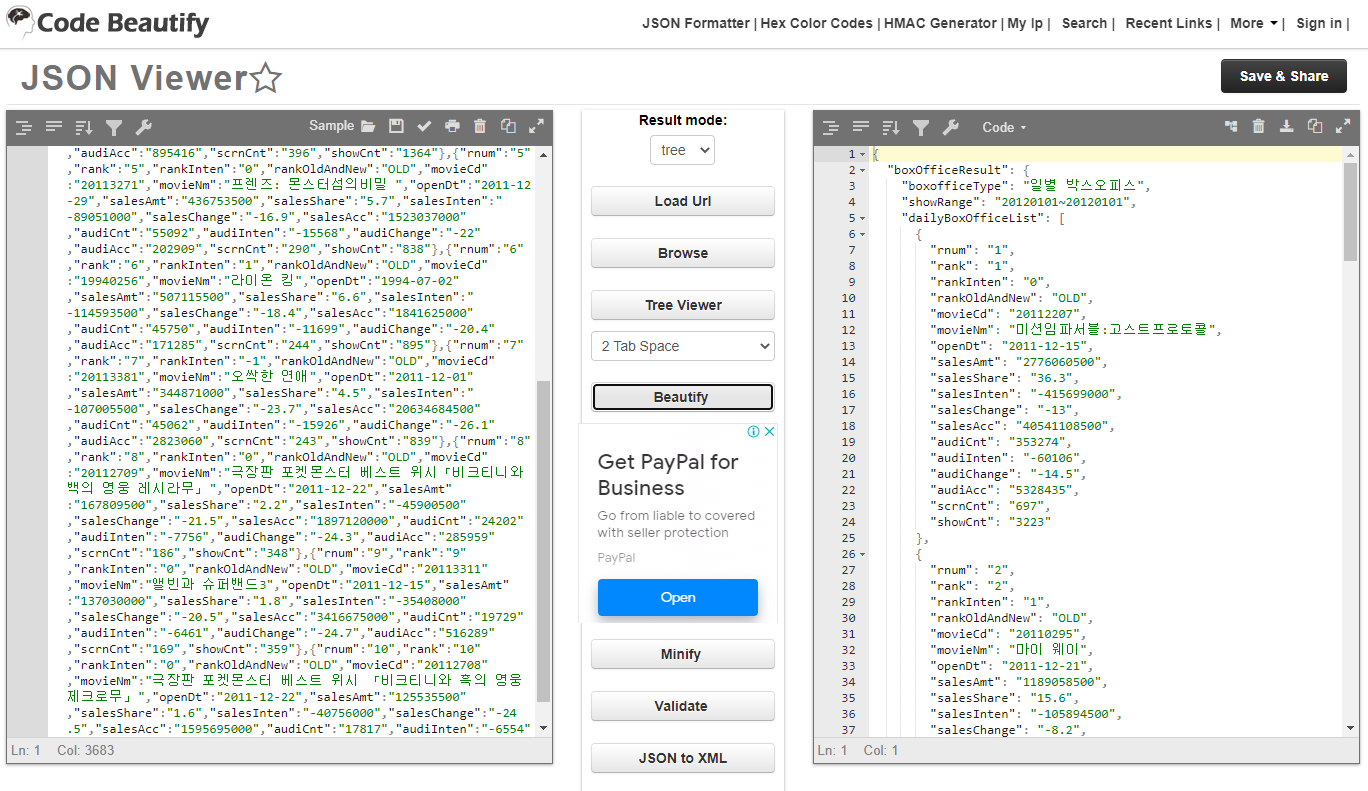 Code Beautify
JSON Formatter | Hex Color Codes | HMAC Generator | My Ip | Search | Recent Links | More | Sign in |
JSON Viewer
Save & Share
Sample
,"audiAcc":"895416","scrnCnt":"396","showCnt":"1364"},{"rnum":"5"
,"rank":"5","rankInten":"0","rankOldAndNew":"OLD","movieCd"
:"20113271","movieNm":"프렌즈: 몬스터섬의비밀 ","openDt":"2011-12
-29","salesAmt":"436753500","salesShare":"5.7","salesInten":"
-89051000","salesChange":"-16.9","salesAcc":"1523037000"
,"audiCnt":"55092","audiInten":"-15568","audiChange":"-22"
,"audiAcc":"202909","scrnCnt":"290","showCnt":"838"},{"rnum":"6"
,"rank":"6","rankInten":"1","rankOldAndNew":"OLD","movieCd"
:"19940256","movieNm":"라이온 킹","openDt":"1994-07-02"
,"salesAmt":"507115500","salesShare":"6.6","salesInten":"
-114593500","salesChange":"-18.4","salesAcc":"1841625000"
,"audiCnt":"45750","audiInten":"-11699","audiChange":"-20.4"
,"audiAcc":"171285","scrnCnt":"244","showCnt":"895"},{"rnum":"7"
,"rank":"7","rankInten":"-1","rankOldAndNew":"OLD","movieCd"
:"20113381","movieNm":"오싹한 연애","openDt":"2011-12-01"
,"salesAmt":"344871000","salesShare":"4.5","salesInten":"
-107005500","salesChange":"-23.7","salesAcc":"20634684500"
,"audiCnt":"45062","audiInten":"-15926","audiChange":"-26.1"
,"audiAcc":"2823060","scrnCnt":"243","showCnt":"839"},{"rnum":"8"
,"rank":"8","rankInten":"0","rankOldAndNew":"OLD","movieCd"
:"20112709","movieNm":"극장판 포켓몬스터 베스트 위시「비크티니와
백의 영웅 레시라무」","openDt":"2011-12-22","salesAmt"
:"167809500","salesShare":"2.2","salesInten":"-45900500"
,"salesChange":"-21.5","salesAcc":"1897120000","audiCnt":"24202"
,"audiInten":"-7756","audiChange":"-24.3","audiAcc":"285959"
,"scrnCnt":"186","showCnt":"348"},{"rnum":"9","rank":"9"
,"rankInten":"0","rankOldAndNew":"OLD","movieCd":"20113311"
,"movieNm":"앨빈과 슈퍼밴드3","openDt":"2011-12-15","salesAmt"
:"137030000","salesShare":"1.8","salesInten":"-35408000"
,"salesChange":"-20.5","salesAcc":"3416675000","audiCnt":"19729"
,"audiInten":"-6461","audiChange":"-24.7","audiAcc":"516289"
,"scrnCnt":"169","showCnt":"359"},{"rnum":"10","rank":"10"
,"rankInten":"0","rankOldAndNew":"OLD","movieCd":"20112708"
,"movieNm":"극장판 포켓몬스터 베스트 위시 「비크티니와 흑의 영웅
제크로무」","openDt":"2011-12-22","salesAmt":"125535500"
,"salesShare":"1.6","salesInten":"-40756000","salesChange":"-24
.5","salesAcc":"1595695000","audiCnt":"17817","audiInten":"-6554"
Ln: 1 Col: 3683
Result mode:
tree
Load Url
Browse
Tree Viewer
2 Tab Space
Beautify
Get PayPal for
Business
Go from liable to covered
with seller protection
PayPal
Open
Minify
Validate
JSON to XML
Code
1 {
2 "boxOfficeResult": {
3 "boxofficeType": "일별 박스오피스",
4 "showRange": "20120101~20120101",
5 "dailyBoxOfficeList": [
6 {
7 "rnum": "1",
8 "rank": "1",
9 "rankInten": "0",
10 "rankOldAndNew": "OLD",
11 "movieCd": "20112207",
12 "movieNm": "미션임파서블:고스트프로토콜",
13 "openDt": "2011-12-15",
14 "salesAmt": "2776060500",
15 "salesShare": "36.3",
16 "salesInten": "-415699000",
17 "salesChange": "-13",
18 "salesAcc": "40541108500",
19 "audiCnt": "353274",
20 "audiInten": "-60106",
21 "audiChange": "-14.5",
22 "audiAcc": "5328435",
23 "scrnCnt": "697",
24 "showCnt": "3223"
25 },
26 {
27 "rnum": "2",
28 "rank": "2",
29 "rankInten": "1",
30 "rankOldAndNew": "OLD",
31 "movieCd": "20110295",
32 "movieNm": "마이 웨이",
33 "openDt": "2011-12-21",
34 "salesAmt": "1189058500",
35 "salesShare": "15.6",
36 "salesInten": "-105894500",
37 "salesChange": "-8.2",
Ln: 1 Col: 1